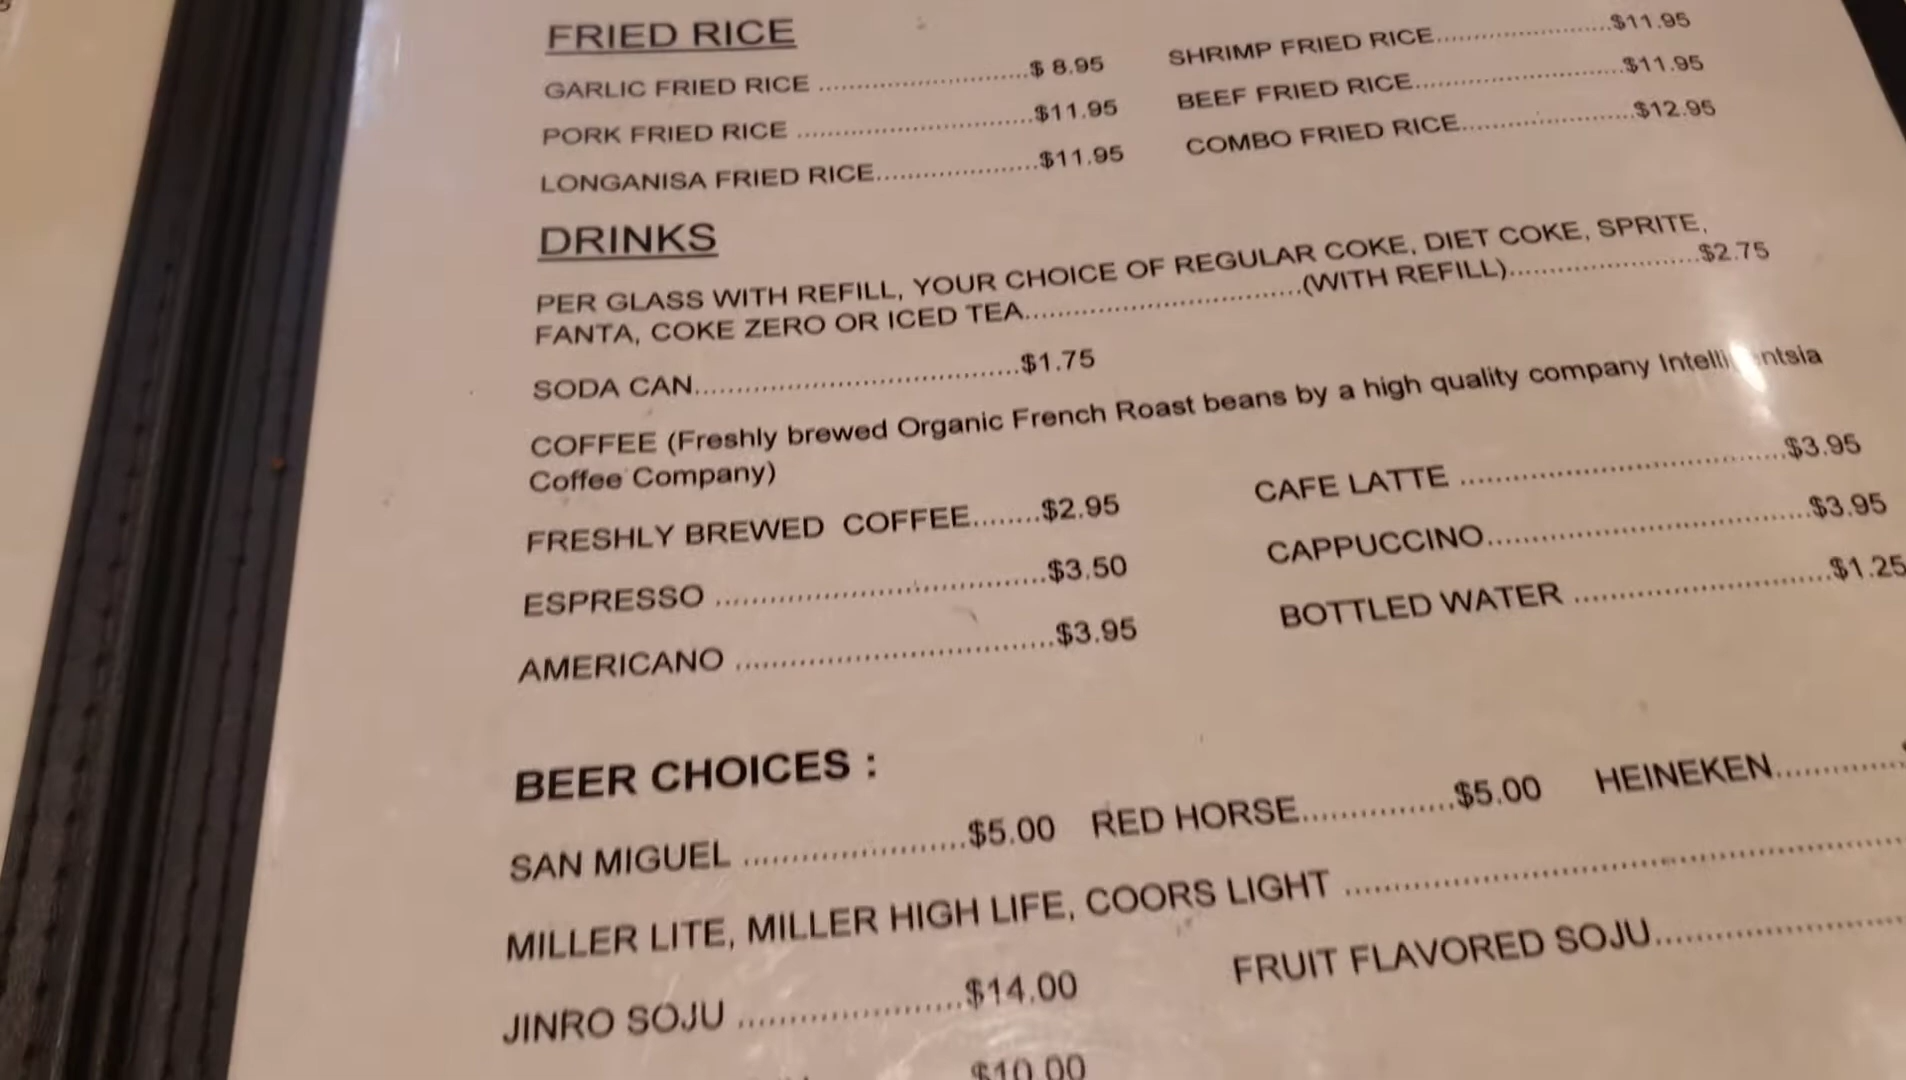 FRIED RICE
GARLIC FRIED RICE ..............................$ 8.95
SHRIMP FRIED RICE..........................$11.95
PORK FRIED RICE ..................................$11.95
BEEF FRIED RICE..............................$11.95
LONGANISA FRIED RICE.......................$11.95
COMBO FRIED RICE.........................$12.95
DRINKS
PER GLASS WITH REFILL, YOUR CHOICE OF REGULAR COKE, DIET COKE, SPRITE,
FANTA, COKE ZERO OR ICED TEA.....................................(WITH REFILL)..........................$2.75
SODA CAN..........................................$1.75
COFFEE (Freshly brewed Organic French Roast beans by a high quality company
Coffee Company)
FRESHLY BREWED COFFEE........$2.95
CAFE LATTE ........................................$3.95
ESPRESSO ..........................................$3.50
CAPPUCCINO........................................$3.95
AMERICANO .........................................$3.95
BOTTLED WATER ................................$1.25
BEER CHOICES :
SAN MIGUEL ..........................$5.00 RED HORSE..................$5.00 HEINEKEN................
MILLER LITE, MILLER HIGH LIFE, COORS LIGHT ..........................................................
JINRO SOJU ..........................$14.00
FRUIT FLAVORED SOJU..............................
$10.00